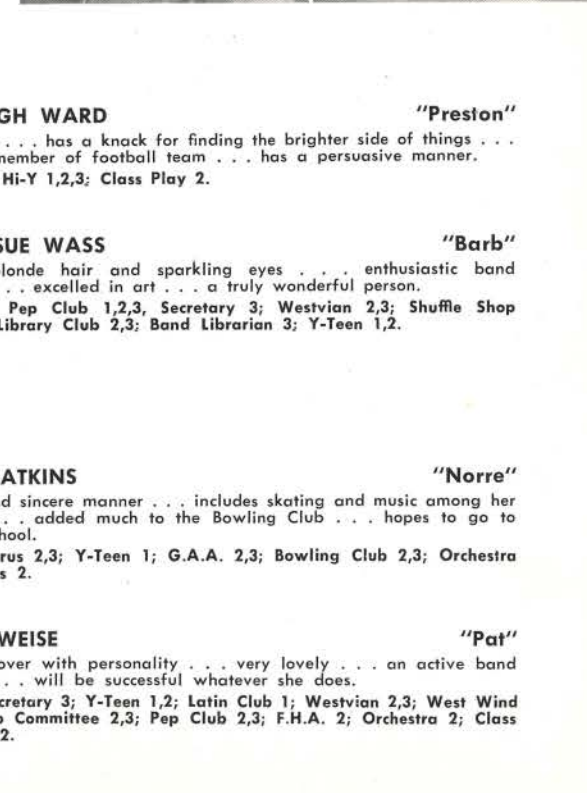 GH WARD "Preston"
. . . has a knack for finding the brighter side of things . . .
member of football team . . . has a persuasive manner.
Hi-Y 1,2,3; Class Play 2.
SUE WASS "Barb"
londe hair and sparkling eyes . . . enthusiastic band
. . excelled in art . . . a truly wonderful person.
Pep Club 1,2,3, Secretary 3; Westvian 2,3; Shuffle Shop
Library Club 2,3; Band Librarian 3; Y-Teen 1,2.
ATKINS "Norre"
d sincere manner . . . includes skating and music among her
. . added much to the Bowling Club . . . hopes to go to
hool.
rus 2,3; Y-Teen 1; G.A.A. 2,3; Bowling Club 2,3; Orchestra
s 2.
WEISE "Pat"
over with personality . . . very lovely . . . an active band
. . will be successful whatever she does.
cretary 3; Y-Teen 1,2; Latin Club 1; Westvian 2,3; West Wind
p Committee 2,3; Pep Club 2,3; F.H.A. 2; Orchestra 2; Class
2.